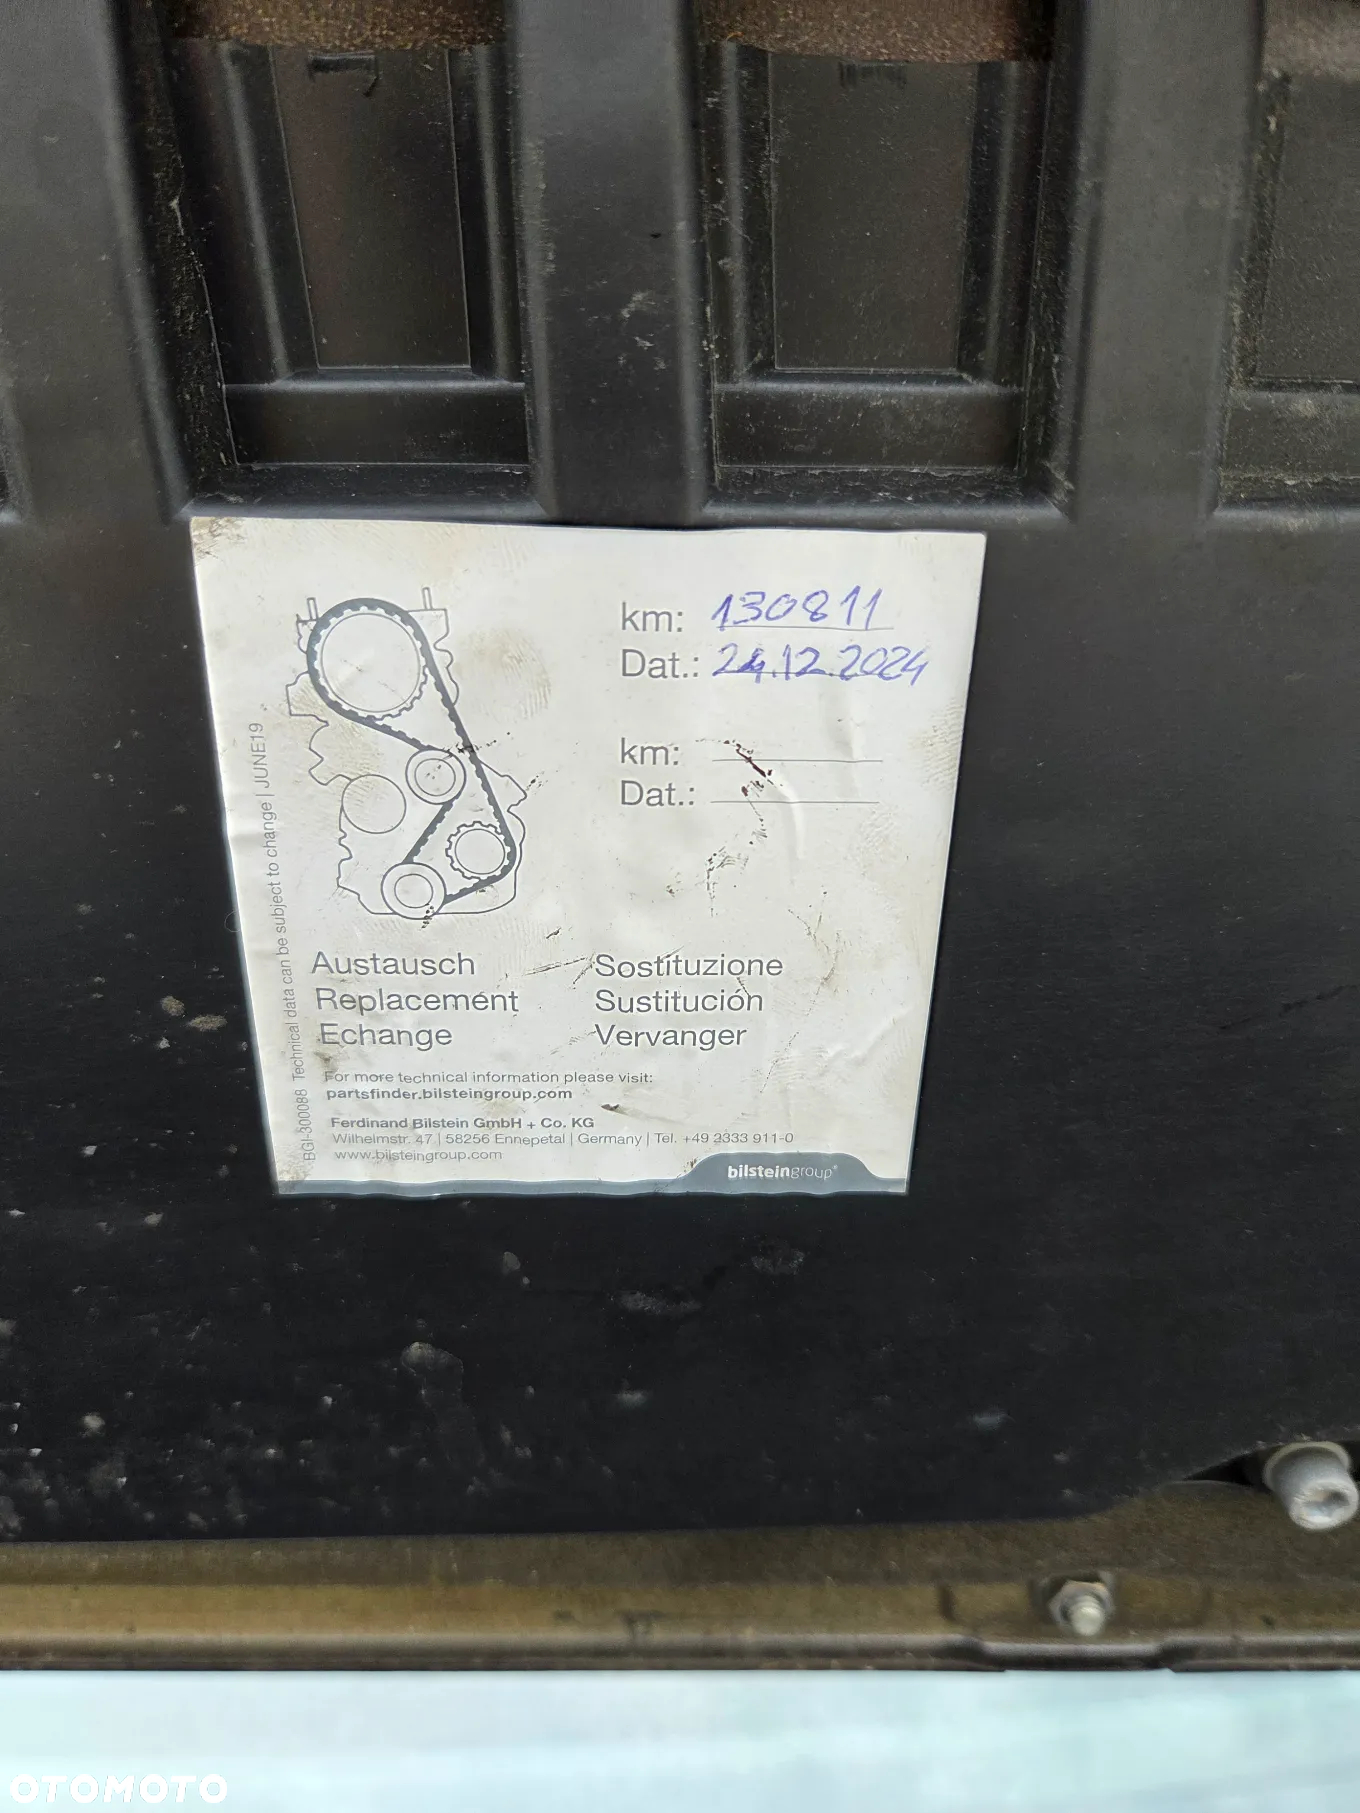 km: 130811
Dat.: 24.12.2024
km:
Dat.:
BGI-300088 Technical data can be subject to change | JUNE19
Austausch
Replacement
Echange
Sostituzione
Sustitución
Vervanger
For more technical information please visit:
partsfinder.bilsteingroup.com
Ferdinand Bilstein GmbH + Co. KG
Wilhelmstr. 47 | 58256 Ennepetal | Germany | Tel. +49 2333 911-0
www.bilsteingroup.com
bilsteingroup®
OTOMOTO